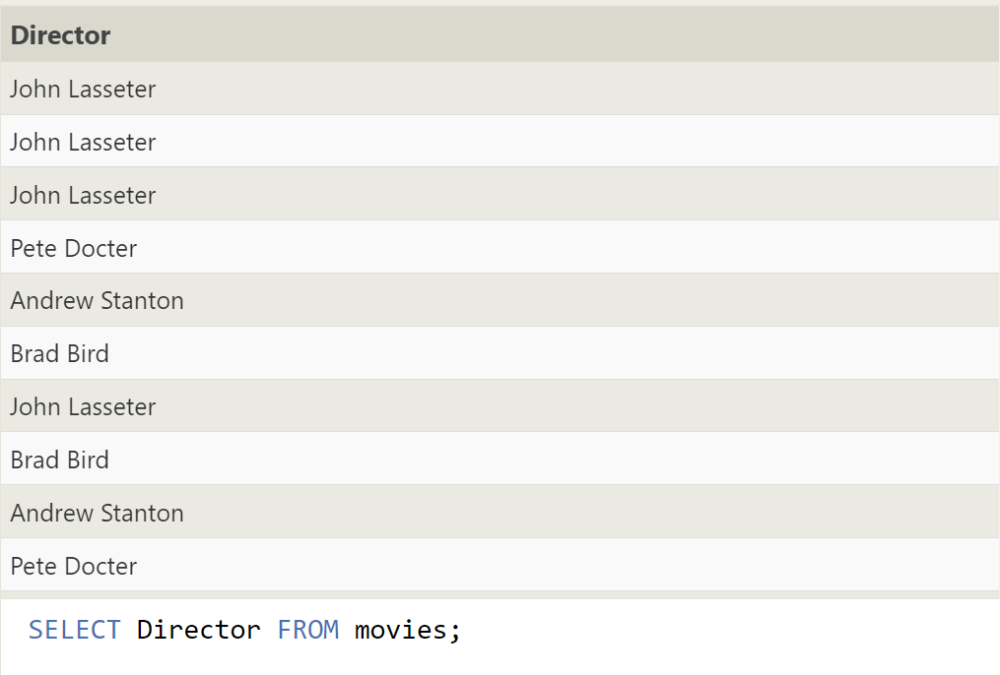 Director
John Lasseter
John Lasseter
John Lasseter
Pete Docter
Andrew Stanton
Brad Bird
John Lasseter
Brad Bird
Andrew Stanton
Pete Docter
SELECT Director FROM movies;